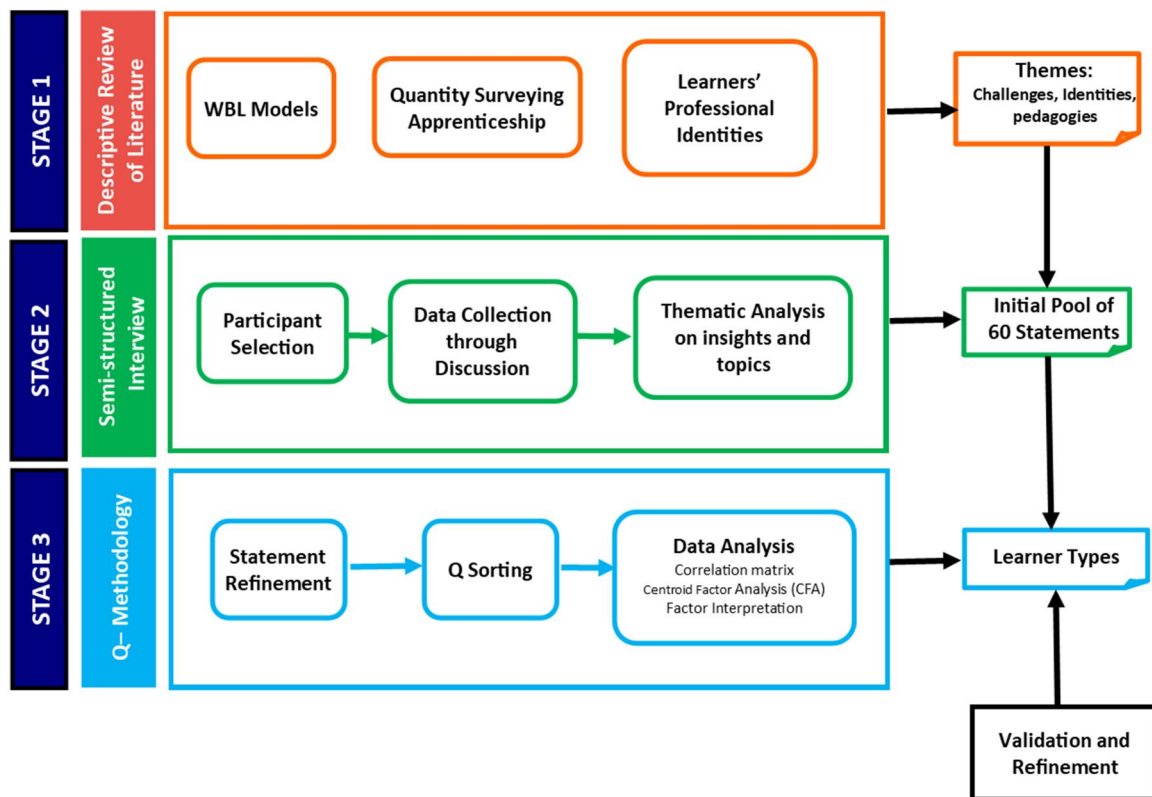 STAGE 1
Descriptive Review
of Literature
WBL Models
Quantity Surveying
Apprenticeship
Learners’
Professional
Identities
Themes:
Challenges, Identities,
pedagogies
STAGE 2
Semi-structured
Interview
Participant
Selection
Data Collection
through
Discussion
Thematic Analysis
on insights and
topics
Initial Pool of
60 Statements
STAGE 3
Q– Methodology
Statement
Refinement
Q Sorting
Data Analysis
Correlation matrix
Centroid Factor Analysis (CFA)
Factor Interpretation
Learner Types
Validation and
Refinement